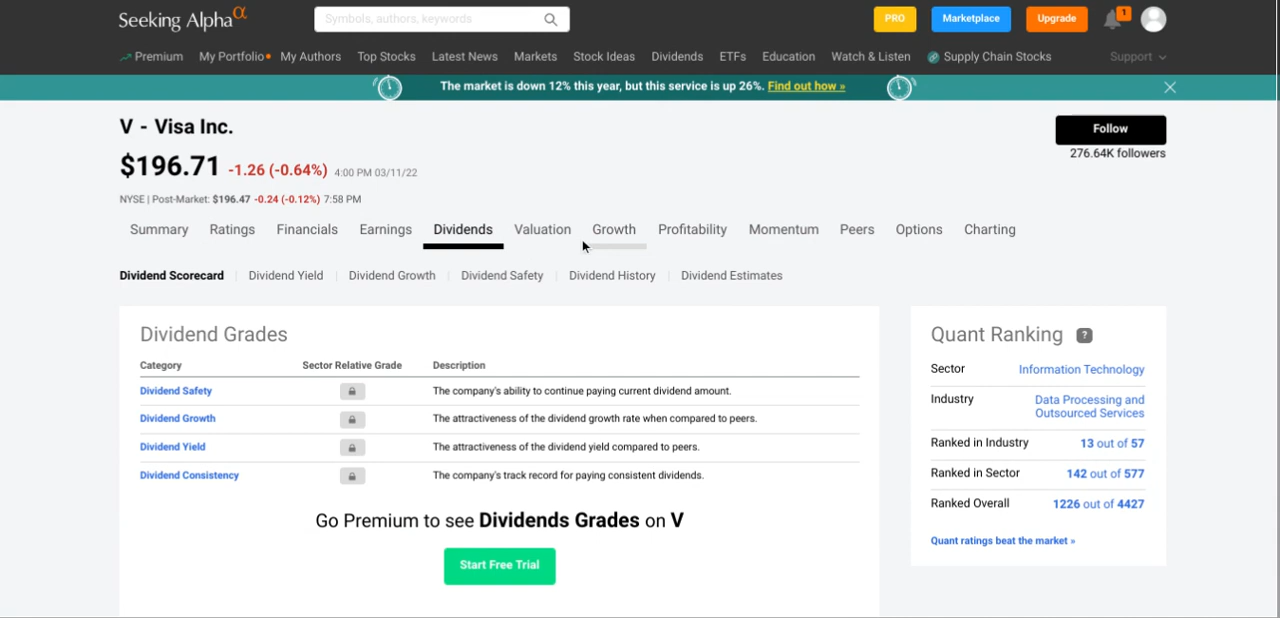 Seeking Alpha α
Symbols, authors, keywords
PRO
Marketplace
Upgrade
1
Premium My Portfolio My Authors Top Stocks Latest News Markets Stock Ideas Dividends ETFs Education Watch & Listen Supply Chain Stocks Support
The market is down 12% this year, but this service is up 26%. Find out how »
V - Visa Inc.
Follow
$196.71 -1.26 (-0.64%) 4:00 PM 03/11/22
276.64K followers
NYSE | Post-Market: $196.47 -0.24 (-0.12%) 7:58 PM
Summary Ratings Financials Earnings Dividends Valuation Growth Profitability Momentum Peers Options Charting
Dividend Scorecard Dividend Yield Dividend Growth Dividend Safety Dividend History Dividend Estimates
Dividend Grades
Category Sector Relative Grade Description
Dividend Safety The company's ability to continue paying current dividend amount.
Dividend Growth The attractiveness of the dividend growth rate when compared to peers.
Dividend Yield The attractiveness of the dividend yield compared to peers.
Dividend Consistency The company's track record for paying consistent dividends.
Go Premium to see Dividends Grades on V
Start Free Trial
Quant Ranking ?
Sector Information Technology
Industry Data Processing and
Outsourced Services
Ranked in Industry 13 out of 57
Ranked in Sector 142 out of 577
Ranked Overall 1226 out of 4427
Quant ratings beat the market »